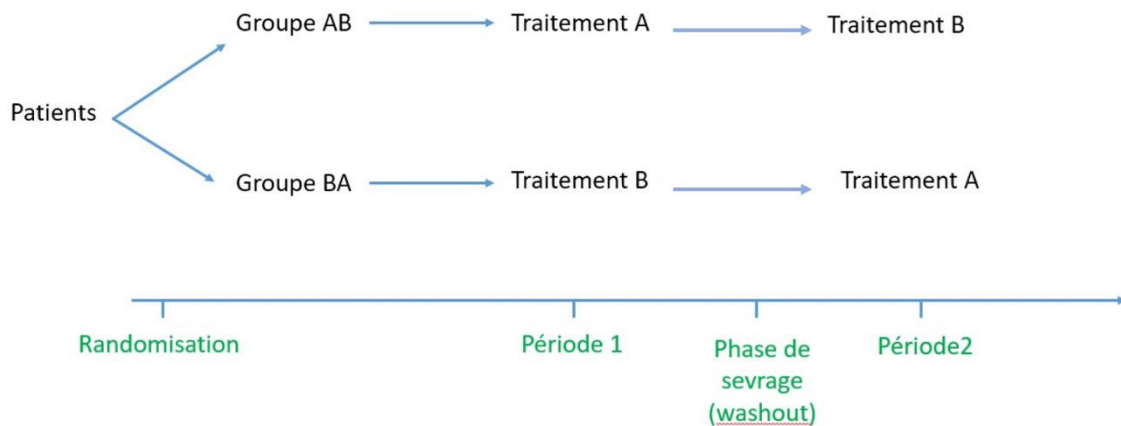 Groupe AB Traitement A Traitement B
Patients
Groupe BA Traitement B Traitement A
Randomisation Période 1 Phase de Période2
sevrage
(washout)